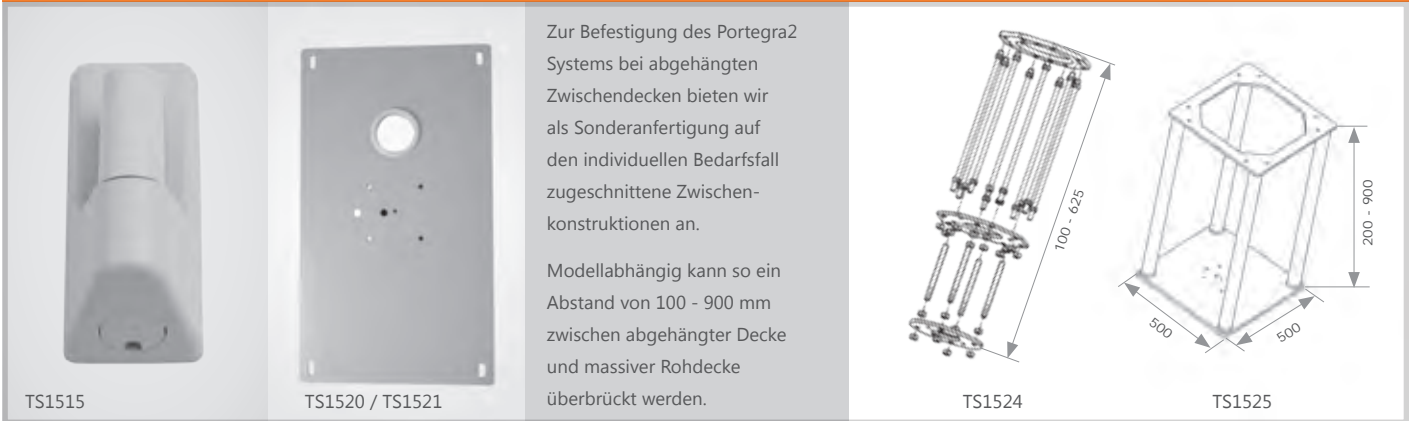 TS1515
TS1520 / TS1521
Zur Befestigung des Portegra2
Systems bei abgehängten
Zwischendecken bieten wir
als Sonderanfertigung auf
den individuellen Bedarfsfall
zugeschnittene Zwischen-
konstruktionen an.
Modellabhängig kann so ein
Abstand von 100 - 900 mm
zwischen abgehängter Decke
und massiver Rohdecke
überbrückt werden.
100 - 625
TS1524
200 - 900
500
500
TS1525